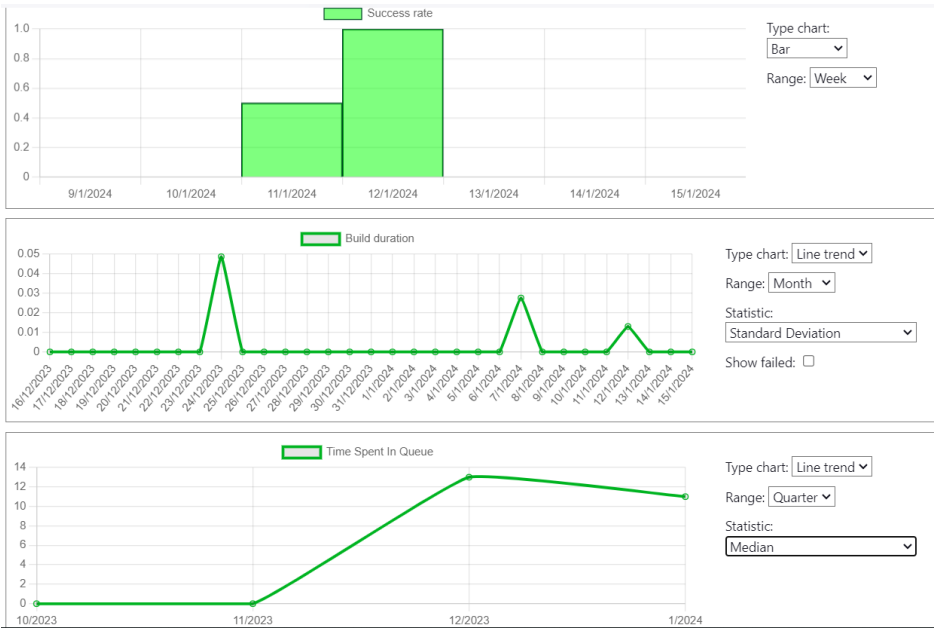 Success rate
1.0
0.8
0.6
0.4
0.2
0
9/1/2024 10/1/2024 11/1/2024 12/1/2024 13/1/2024 14/1/2024 15/1/2024
Type chart:
Bar
Range: Week
Build duration
0.05
0.04
0.03
0.02
0.01
0
16/12/2023 17/12/2023 18/12/2023 19/12/2023 20/12/2023 21/12/2023 22/12/2023 23/12/2023 24/12/2023 25/12/2023 26/12/2023 27/12/2023 28/12/2023 29/12/2023 30/12/2023 31/12/2023 1/1/2024 2/1/2024 3/1/2024 4/1/2024 5/1/2024 6/1/2024 7/1/2024 8/1/2024 9/1/2024 10/1/2024 11/1/2024 12/1/2024 13/1/2024 14/1/2024 15/1/2024
Type chart: Line trend
Range: Month
Statistic:
Standard Deviation
Show failed:
Time Spent In Queue
14
12
10
8
6
4
2
0
10/2023 11/2023 12/2023 1/2024
Type chart: Line trend
Range: Quarter
Statistic:
Median